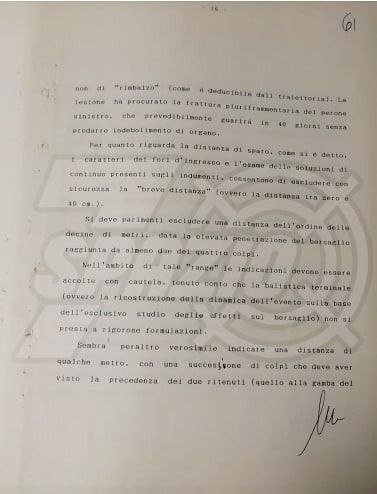 - 16 -
61
non di "rimbalzo" (come è deducibile dall traiettoria). La
lesione ha procurato la frattura pluriframmentaria del perone
sinistro, che prevedibilmente guarirà in 40 giorni senza
produrre indebolimento di organo.
Per quanto riguarda la distanza di sparo, come si è detto,
i caratteri dei fori d'ingresso e l'esame delle soluzioni di
continuo presenti sugli indumenti, consentono di escludere con
sicurezza la "breve distanza" (ovvero la distanza tra zero e
40 cm.).
Si deve parimenti escludere una distanza dell'ordine delle
decine di metri, data la elevata penetrazione del bersaglio
raggiunta da almeno due dei quattro colpi.
Nell'ambito di tale "range" le indicazioni devono essere
accolte con cautela, tenuto conto che la balistica terminale
(ovvero la ricostruzione della dinamica dell'evento sulla base
dell'esclusivo studio degli effetti sul bersaglio) non si
presta a rigorose formulazioni.
Sembra peraltro verosimile indicare una distanza di
qualche metro, con una successione di colpi che deve aver
visto la precedenza dei due ritenuti (quello alla gamba del